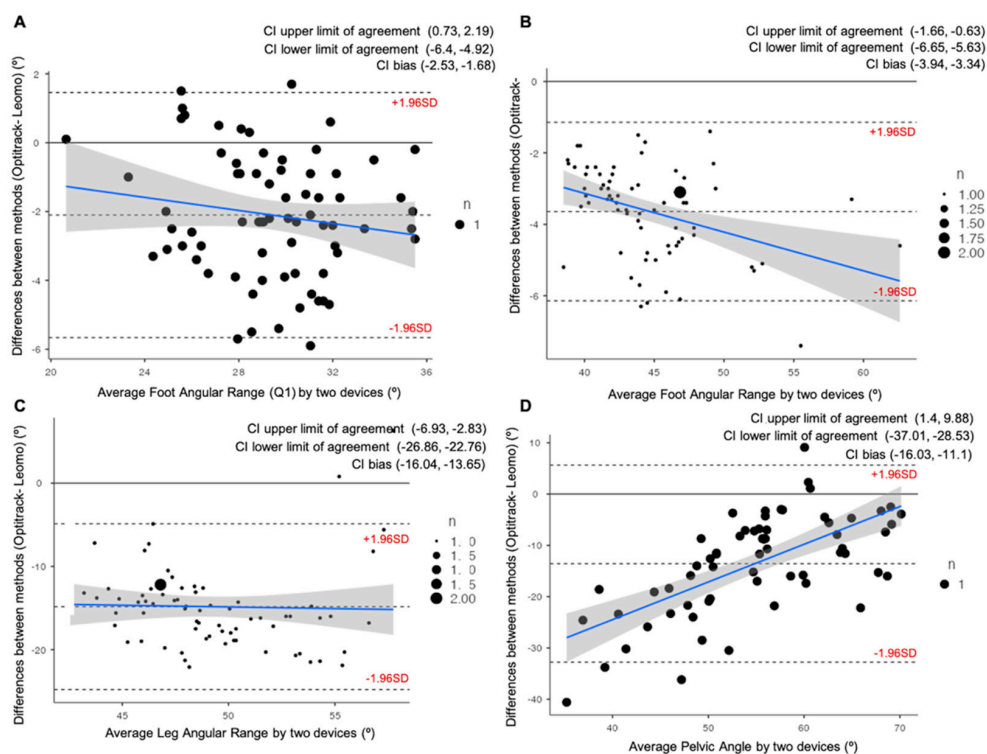 A
CI upper limit of agreement (0.73, 2.19)
CI lower limit of agreement (-6.4, -4.92)
CI bias (-2.53, -1.68)
Differences between methods (Optitrack- Leomo) (º)
2
0
-2
-4
-6
+1.96SD
-1.96SD
n
1
20
24
28
32
36
Average Foot Angular Range (Q1) by two devices (º)
B
CI upper limit of agreement (-1.66, -0.63)
CI lower limit of agreement (-6.65, -5.63)
CI bias (-3.94, -3.34)
Differences between methods (Optitrack-
0
-2
-4
-6
+1.96SD
-1.96SD
n
1.00
1.25
1.50
1.75
2.00
40
45
50
55
60
Average Foot Angular Range by two devices (º)
C
CI upper limit of agreement (-6.93, -2.83)
CI lower limit of agreement (-26.86, -22.76)
CI bias (-16.04, -13.65)
Differences between methods (Optitrack- Leomo) (º)
0
-10
-20
+1.96SD
-1.96SD
n
1. 0
1. 5
1. 0
1. 5
2.00
45
50
55
Average Leg Angular Range by two devices (º)
D
CI upper limit of agreement (1.4, 9.88)
CI lower limit of agreement (-37.01, -28.53)
CI bias (-16.03, -11.1)
Differences between methods (Optitrack- Leomo) (º)
10
0
-10
-20
-30
-40
+1.96SD
-1.96SD
n
1
40
50
60
70
Average Pelvic Angle by two devices (º)